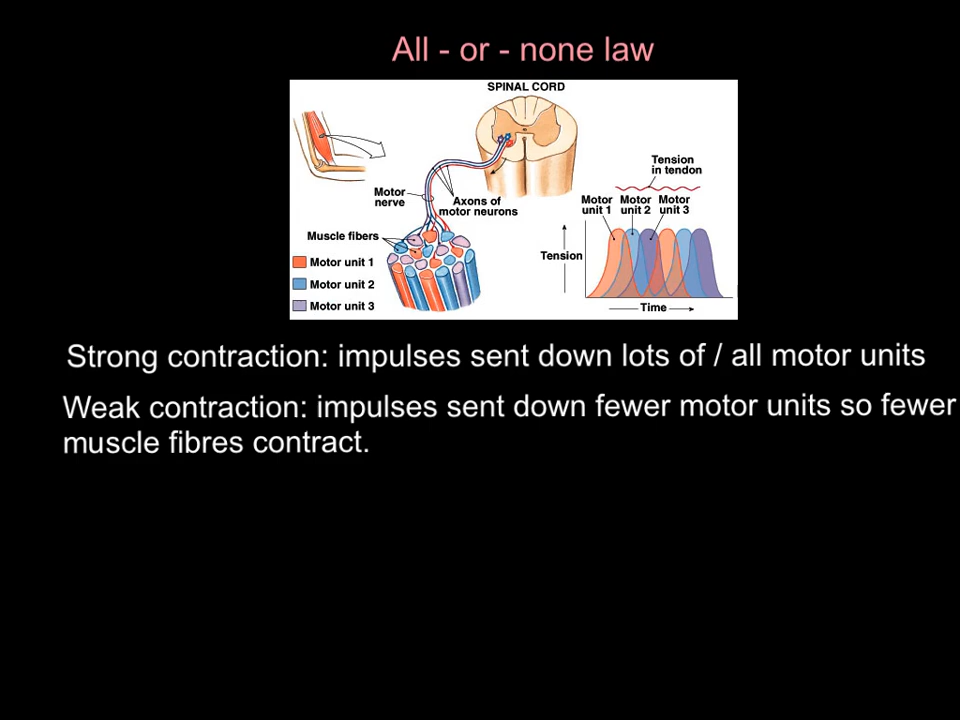 All - or - none law
SPINAL CORD
Motor
nerve
Axons of
motor neurons
Muscle fibers
Motor unit 1
Motor unit 2
Motor unit 3
Tension
in tendon
Motor
unit 1
Motor
unit 2
Motor
unit 3
Tension
Time
Strong contraction: impulses sent down lots of / all motor units
Weak contraction: impulses sent down fewer motor units so fewer
muscle fibres contract.